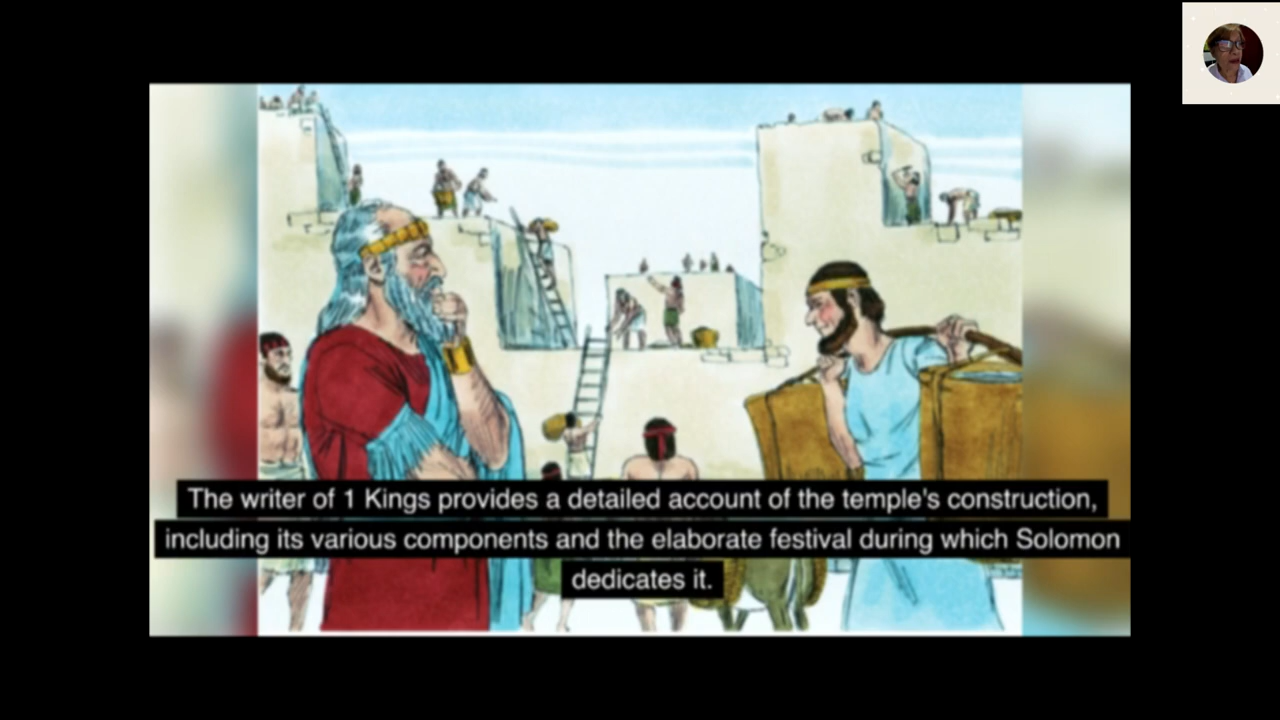 The writer of 1 Kings provides a detailed account of the temple's construction,
including its various components and the elaborate festival during which Solomon
dedicates it.